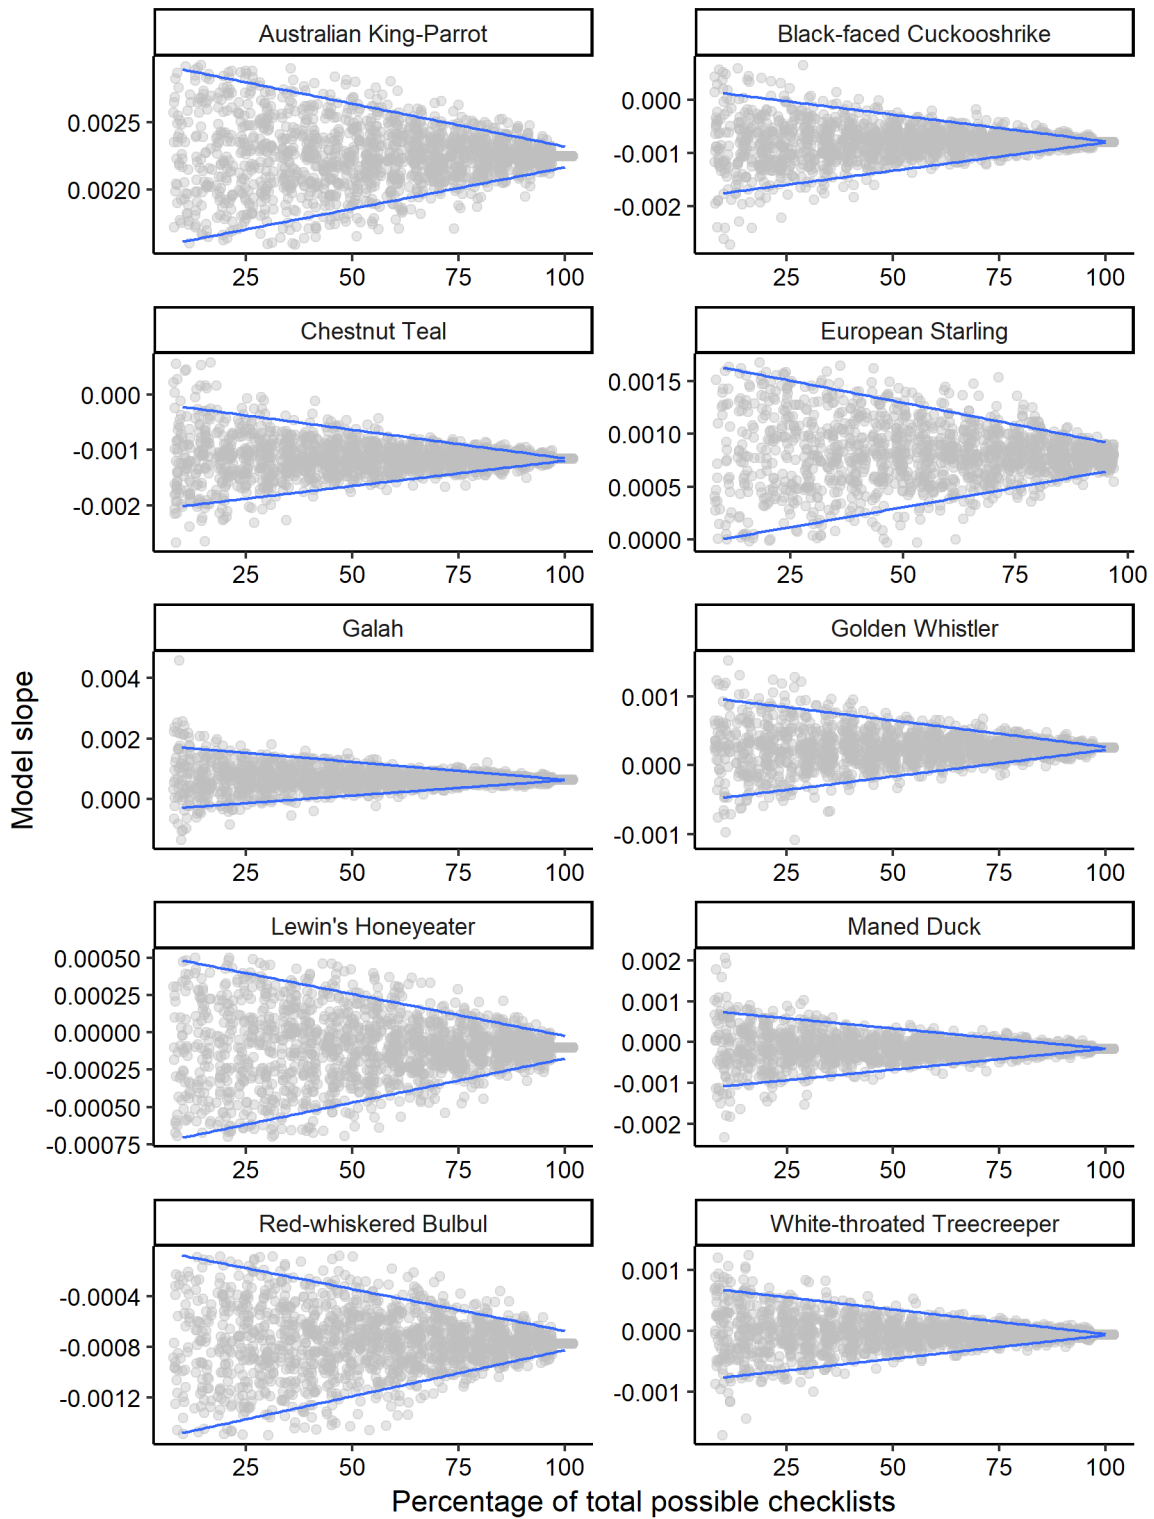 Australian King-Parrot
0.0025
0.0020
25 50 75 100
Black-faced Cuckooshrike
0.000
-0.001
-0.002
25 50 75 100
Chestnut Teal
0.000
-0.001
-0.002
25 50 75 100
European Starling
0.0015
0.0010
0.0005
0.0000
25 50 75 100
Galah
0.004
0.002
0.000
25 50 75 100
Golden Whistler
0.001
0.000
-0.001
25 50 75 100
Lewin's Honeyeater
0.00050
0.00025
0.00000
-0.00025
-0.00050
-0.00075
25 50 75 100
Maned Duck
0.002
0.001
0.000
-0.001
-0.002
25 50 75 100
Red-whiskered Bulbul
-0.0004
-0.0008
-0.0012
25 50 75 100
White-throated Treecreeper
0.001
0.000
-0.001
25 50 75 100
Model slope
Percentage of total possible checklists